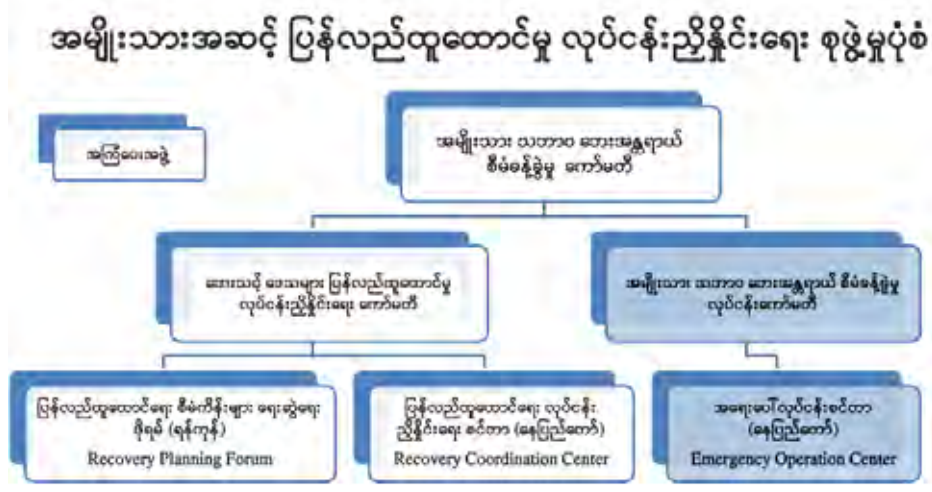 အမျိုးသားအဆင့် ပြန်လည်ထူထောင်မှု လုပ်ငန်းညှိနှိုင်းရေး စုဖွဲ့မှုပုံစံ
အကြံပေးအဖွဲ့
အမျိုးသား သဘာဝ ဘေးအန္တရာယ်
စီမံခန့်ခွဲမှု ကော်မတီ
ဘေးသင့် ဒေသများ ပြန်လည်ထူထောင်မှု
လုပ်ငန်းညှိနှိုင်းရေး ကော်မတီ
အမျိုးသား သဘာဝ ဘေးအန္တရာယ် စီမံခန့်ခွဲမှု
လုပ်ငန်းကော်မတီ
ပြန်လည်ထူထောင်ရေး စီမံကိန်းများ ရေးဆွဲရေး
ဖိုရမ် (ရန်ကုန်)
Recovery Planning Forum
ပြန်လည်ထူထောင်ရေး လုပ်ငန်း
ညှိနှိုင်းရေး စင်တာ (နေပြည်တော်)
Recovery Coordination Center
အရေးပေါ်လုပ်ငန်းစင်တာ
(နေပြည်တော်)
Emergency Operation Center